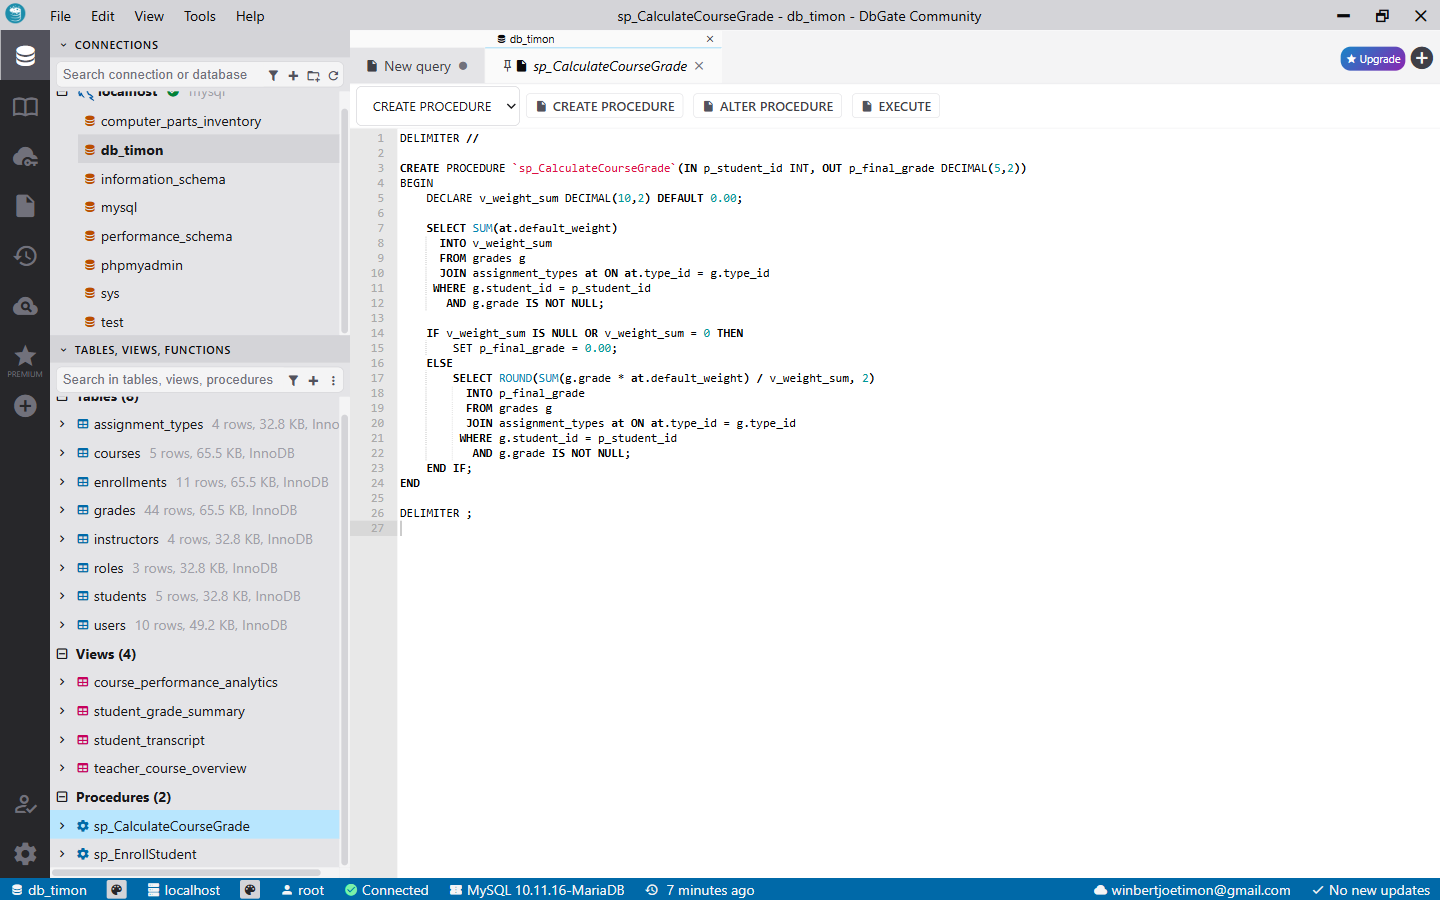 File Edit View Tools Help
sp_CalculateCourseGrade - db_timon - DbGate Community
CONNECTIONS
Search connection or database
localhost mysql
computer_parts_inventory
db_timon
information_schema
mysql
performance_schema
phpmyadmin
sys
test
TABLES, VIEWS, FUNCTIONS
Search in tables, views, procedures
Tables (8)
assignment_types 4 rows, 32.8 KB, Inno
courses 5 rows, 65.5 KB, InnoDB
enrollments 11 rows, 65.5 KB, InnoDB
grades 44 rows, 65.5 KB, InnoDB
instructors 4 rows, 32.8 KB, InnoDB
roles 3 rows, 32.8 KB, InnoDB
students 5 rows, 32.8 KB, InnoDB
users 10 rows, 49.2 KB, InnoDB
Views (4)
course_performance_analytics
student_grade_summary
student_transcript
teacher_course_overview
Procedures (2)
sp_CalculateCourseGrade
sp_EnrollStudent
PREMIUM
db_timon
New query
sp_CalculateCourseGrade
Upgrade
CREATE PROCEDURE
CREATE PROCEDURE
ALTER PROCEDURE
EXECUTE
1 DELIMITER //
2
3 CREATE PROCEDURE `sp_CalculateCourseGrade`(IN p_student_id INT, OUT p_final_grade DECIMAL(5,2))
4 BEGIN
5 DECLARE v_weight_sum DECIMAL(10,2) DEFAULT 0.00;
6
7 SELECT SUM(at.default_weight)
8 INTO v_weight_sum
9 FROM grades g
10 JOIN assignment_types at ON at.type_id = g.type_id
11 WHERE g.student_id = p_student_id
12 AND g.grade IS NOT NULL;
13
14 IF v_weight_sum IS NULL OR v_weight_sum = 0 THEN
15 SET p_final_grade = 0.00;
16 ELSE
17 SELECT ROUND(SUM(g.grade * at.default_weight) / v_weight_sum, 2)
18 INTO p_final_grade
19 FROM grades g
20 JOIN assignment_types at ON at.type_id = g.type_id
21 WHERE g.student_id = p_student_id
22 AND g.grade IS NOT NULL;
23 END IF;
24 END
25
26 DELIMITER ;
27
db_timon localhost root Connected MySQL 10.11.16-MariaDB 7 minutes ago winbertjoetimon@gmail.com No new updates